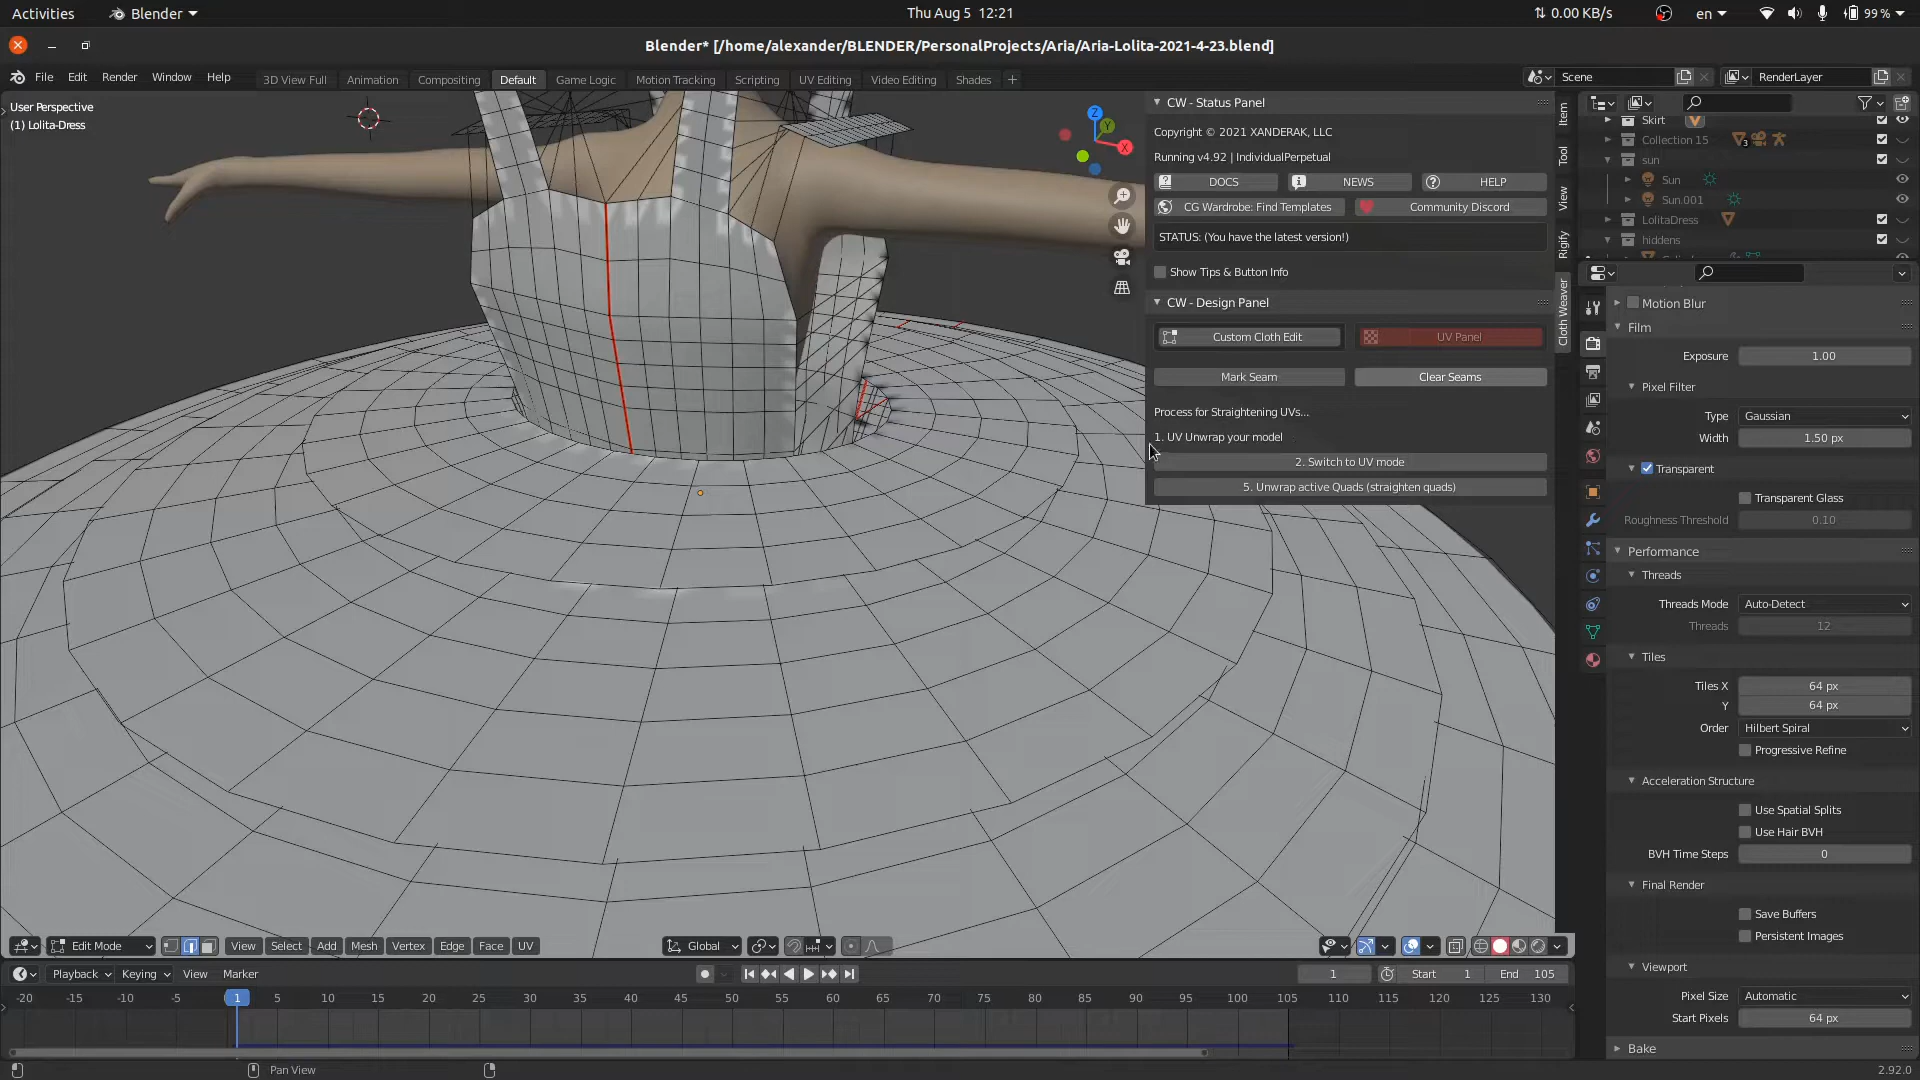 Activities Blender Thu Aug 5 12:21 0.00 KB/s en 99 %
Blender* [/home/alexander/BLENDER/PersonalProjects/Aria/Aria-Lolita-2021-4-23.blend]
File Edit Render Window Help 3D View Full Animation Compositing Default Game Logic Motion Tracking Scripting UV Editing Video Editing Shades + Scene RenderLayer
User Perspective
(1) Lolita-Dress
Z
Y
X
CW - Status Panel
Copyright © 2021 XANDERAK, LLC
Running v4.92 | IndividualPerpetual
DOCS NEWS HELP
CG Wardrobe: Find Templates Community Discord
STATUS: (You have the latest version!)
Show Tips & Button Info
CW - Design Panel
Custom Cloth Edit UV Panel
Mark Seam Clear Seams
Process for Straightening UVs...
1. UV Unwrap your model
2. Switch to UV mode
5. Unwrap active Quads (straighten quads)
Item
Tool
View
Rigify
Cloth Weaver
Skirt
Collection 15 3
sun
Sun
Sun.001
LolitaDress
hiddens
Motion Blur
Film
Exposure 1.00
Pixel Filter
Type Gaussian
Width 1.50 px
Transparent
Transparent Glass
Roughness Threshold 0.10
Performance
Threads
Threads Mode Auto-Detect
Threads 12
Tiles
Tiles X 64 px
Y 64 px
Order Hilbert Spiral
Progressive Refine
Acceleration Structure
Use Spatial Splits
Use Hair BVH
BVH Time Steps 0
Final Render
Save Buffers
Persistent Images
Viewport
Pixel Size Automatic
Start Pixels 64 px
Bake
Edit Mode View Select Add Mesh Vertex Edge Face UV Global
Playback Keying View Marker 1 Start 1 End 105
-20 -15 -10 -5 1 5 10 15 20 25 30 35 40 45 50 55 60 65 70 75 80 85 90 95 100 105 110 115 120 125 130
Pan View 2.92.0